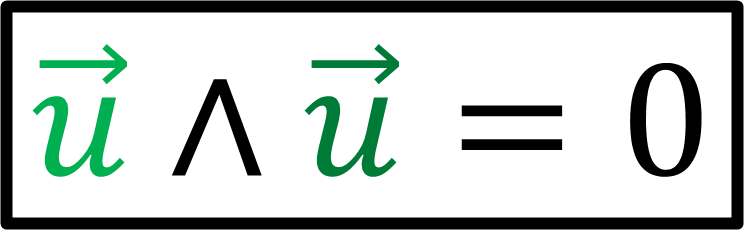 u⃗ ∧ u⃗ = 0